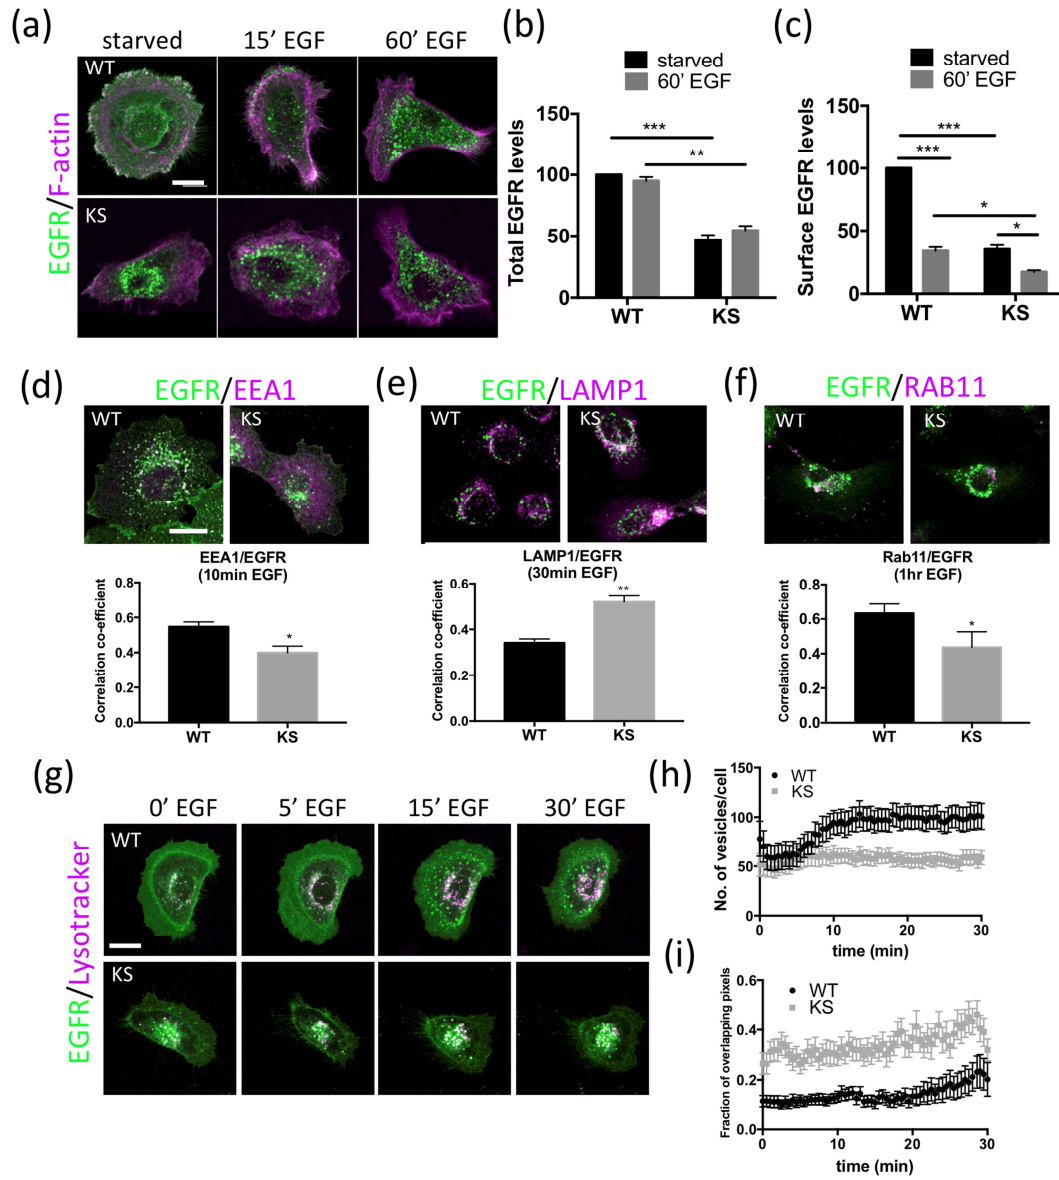 (a)
starved
15’ EGF
60’ EGF
EGFR/F-actin
WT
KS
(b)
starved
60’ EGF
Total EGFR levels
150
100
50
0
***
**
WT
KS
(c)
starved
60’ EGF
Surface EGFR levels
150
100
50
0
***
***
*
*
WT
KS
(d)
EGFR/EEA1
WT
KS
EEA1/EGFR
(10min EGF)
Correlation co-efficient
0.8
0.6
0.4
0.2
0.0
*
WT
KS
(e)
EGFR/LAMP1
WT
KS
LAMP1/EGFR
(30min EGF)
Correlation co-efficient
0.6
0.4
0.2
0.0
**
WT
KS
(f)
EGFR/RAB11
WT
KS
Rab11/EGFR
(1hr EGF)
Correlation co-efficient
0.8
0.6
0.4
0.2
0.0
*
WT
KS
(g)
0’ EGF
5’ EGF
15’ EGF
30’ EGF
EGFR/Lysotracker
WT
KS
(h)
No. of vesicles/cell
150
100
50
0
WT
KS
0
10
20
30
time (min)
(i)
Fraction of overlapping pixels
0.6
0.4
0.2
0.0
WT
KS
0
10
20
30
time (min)